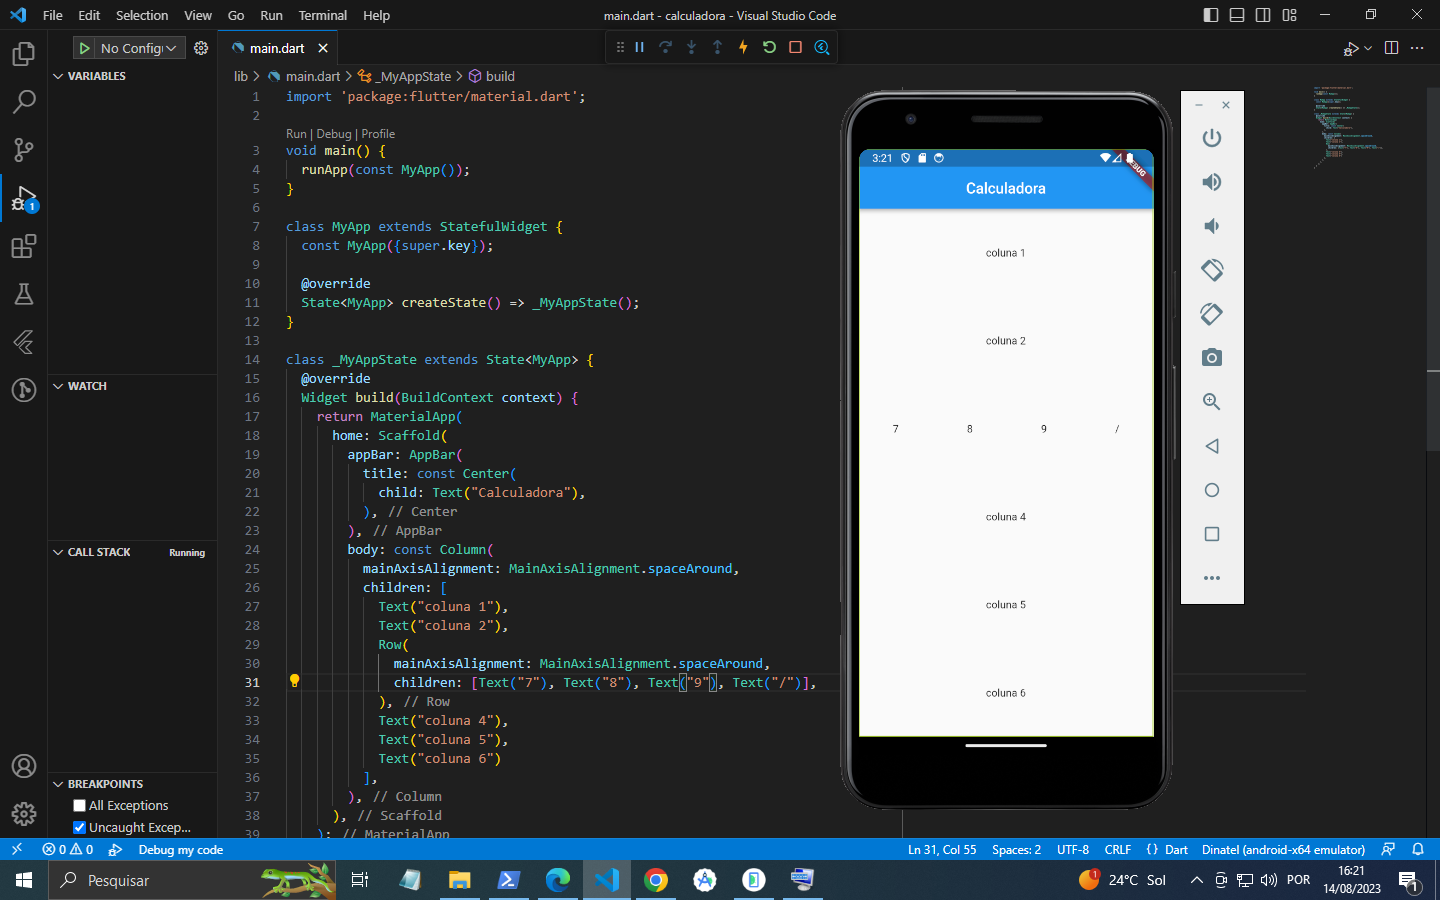 File Edit Selection View Go Run Terminal Help
main.dart - calculadora - Visual Studio Code
No Config
main.dart
VARIABLES
WATCH
CALL STACK
Running
BREAKPOINTS
All Exceptions
Uncaught Excep...
1
lib > main.dart > _MyAppState > build
1 import 'package:flutter/material.dart';
2
Run | Debug | Profile
3 void main() {
4 runApp(const MyApp());
5 }
6
7 class MyApp extends StatefulWidget {
8 const MyApp({super.key});
9
10 @override
11 State<MyApp> createState() => _MyAppState();
12 }
13
14 class _MyAppState extends State<MyApp> {
15 @override
16 Widget build(BuildContext context) {
17 return MaterialApp(
18 home: Scaffold(
19 appBar: AppBar(
20 title: const Center(
21 child: Text("Calculadora"),
22 ), // Center
23 ), // AppBar
24 body: const Column(
25 mainAxisAlignment: MainAxisAlignment.spaceAround,
26 children: [
27 Text("coluna 1"),
28 Text("coluna 2"),
29 Row(
30 mainAxisAlignment: MainAxisAlignment.spaceAround,
31 children: [Text("7"), Text("8"), Text("9"), Text("/")],
32 ), // Row
33 Text("coluna 4"),
34 Text("coluna 5"),
35 Text("coluna 6")
36 ],
37 ), // Column
38 ), // Scaffold
39 ); // MaterialApp
3:21
Calculadora
coluna 1
coluna 2
7 8 9 /
coluna 4
coluna 5
coluna 6
0 0 Debug my code
Ln 31, Col 55 Spaces: 2 UTF-8 CRLF {} Dart Dinatel (android-x64 emulator)
Pesquisar
1
24°C Sol
POR
16:21
14/08/2023
1